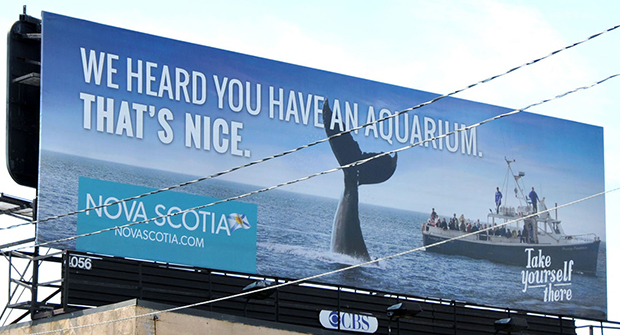 WE HEARD YOU HAVE AN AQUARIUM.
THAT'S NICE.
NOVA SCOTIA
NOVASCOTIA.COM
Take
yourself
there
056
CBS